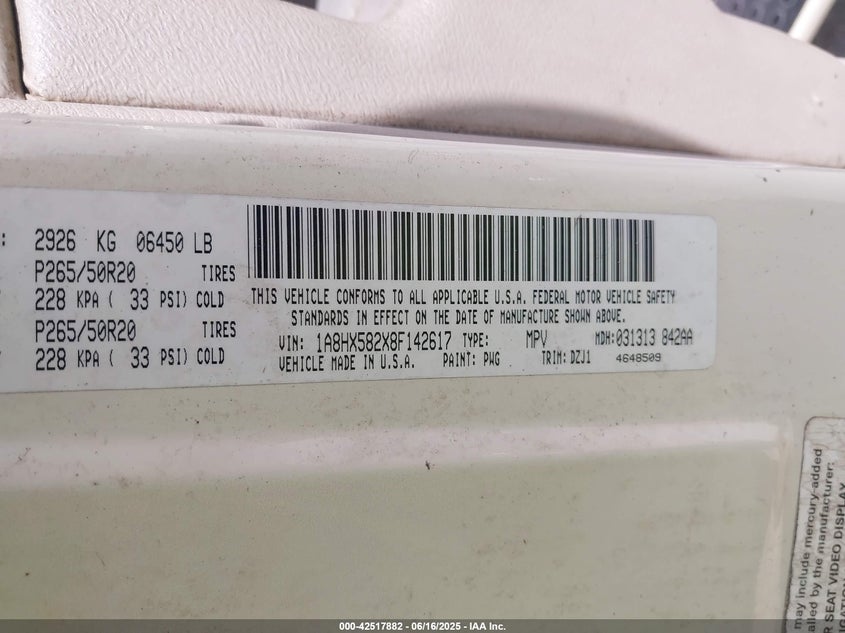 : 2926 KG 06450 LB
P265/50R20 TIRES
228 KPA ( 33 PSI) COLD
P265/50R20 TIRES
228 KPA ( 33 PSI) COLD
THIS VEHICLE CONFORMS TO ALL APPLICABLE U.S.A. FEDERAL MOTOR VEHICLE SAFETY
STANDARDS IN EFFECT ON THE DATE OF MANUFACTURE SHOWN ABOVE.
VIN: 1A8HX582X8F142617 TYPE: MPV MDH:031313 842AA
VEHICLE MADE IN U.S.A. PAINT: PWG TRIM: DZJ1 4648509
may include mercury-added
alled by the manufacturer:
SEAT VIDEO DISPLAY
000-42517882 - 06/16/2025 - IAA Inc.